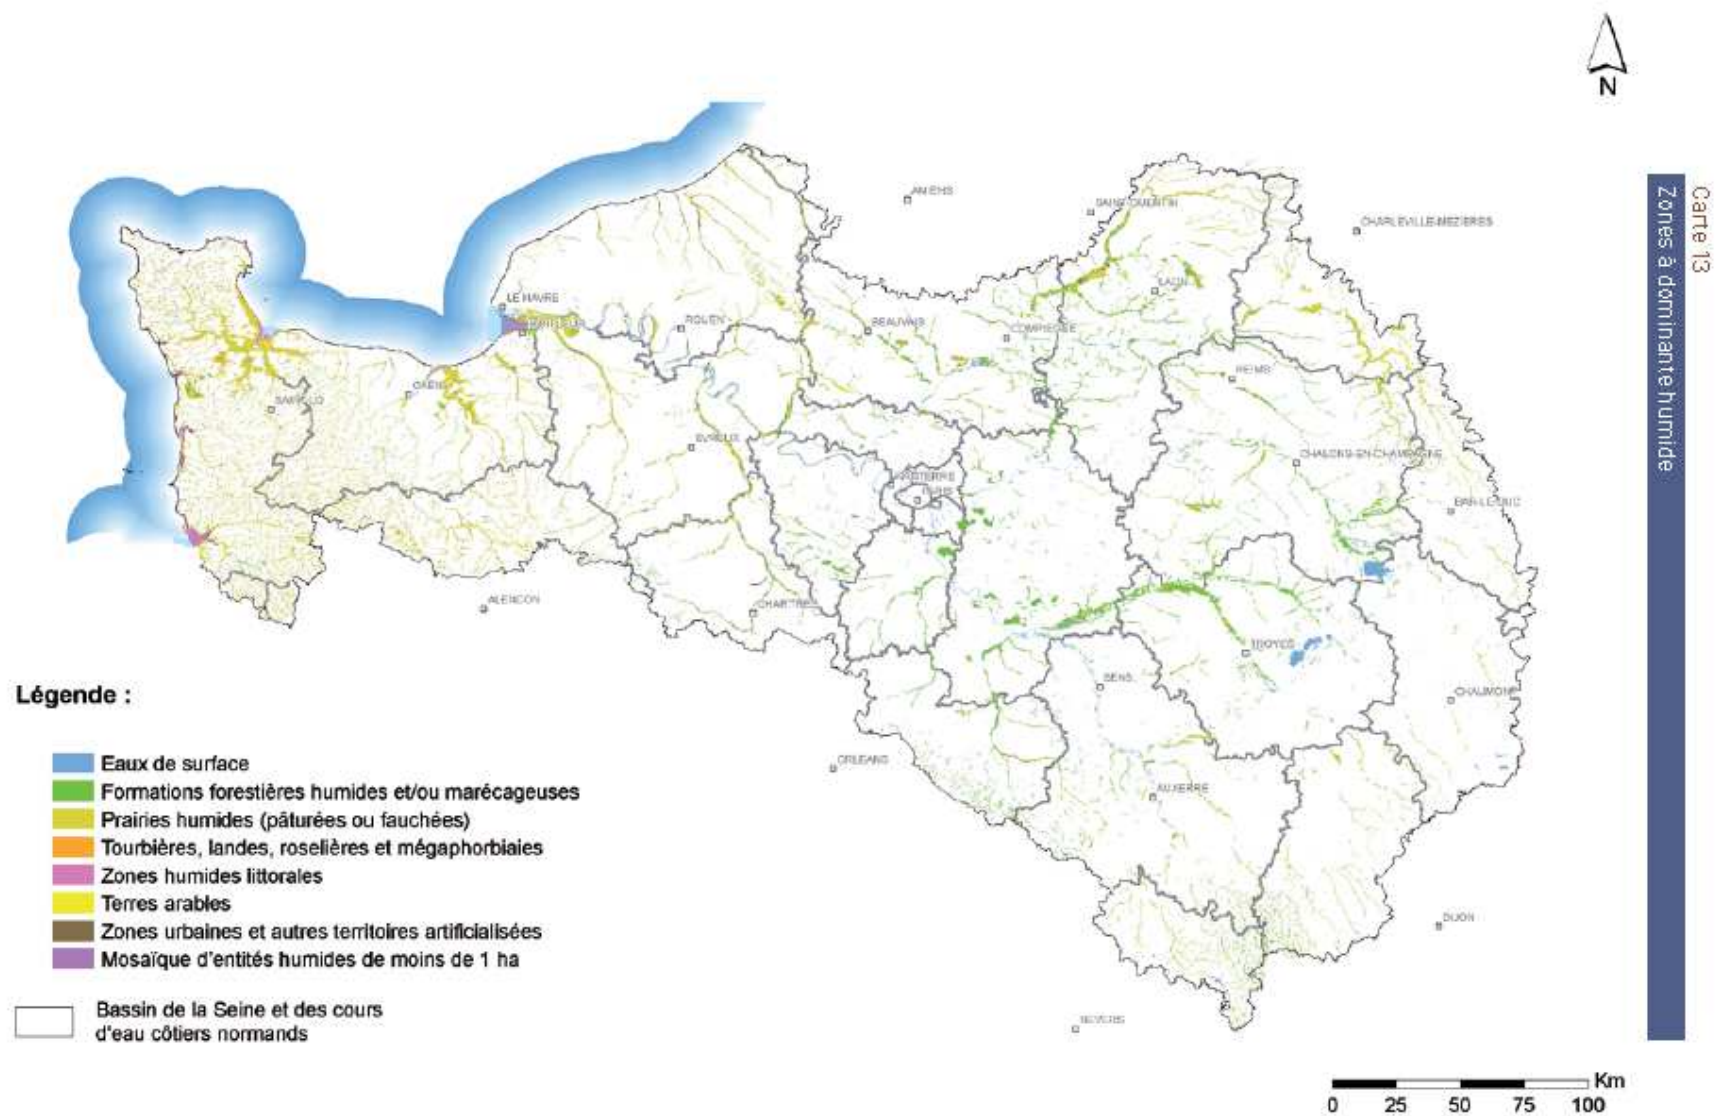 N
Carte 13
Zones à dominante humide
AMIENS
SAINT-QUENTIN
CHARLEVILLE-MEZIERES
LAON
LE HAVRE
HONFLEUR
ROUEN
BEAUVAIS
COMPIEGNE
REIMS
CAEN
SAINT-LO
EVREUX
CHALONS-EN-CHAMPAGNE
NANTERRE
PARIS
BAR-LE-DUC
ALENCON
CHARTRES
TROYES
SENS
CHAUMONT
ORLEANS
AUXERRE
DIJON
NEVERS
Légende :
Eaux de surface
Formations forestières humides et/ou marécageuses
Prairies humides (pâturées ou fauchées)
Tourbières, landes, roselières et mégaphorbiaies
Zones humides littorales
Terres arables
Zones urbaines et autres territoires artificialisées
Mosaïque d'entités humides de moins de 1 ha
Bassin de la Seine et des cours
d'eau côtiers normands
Km
0 25 50 75 100